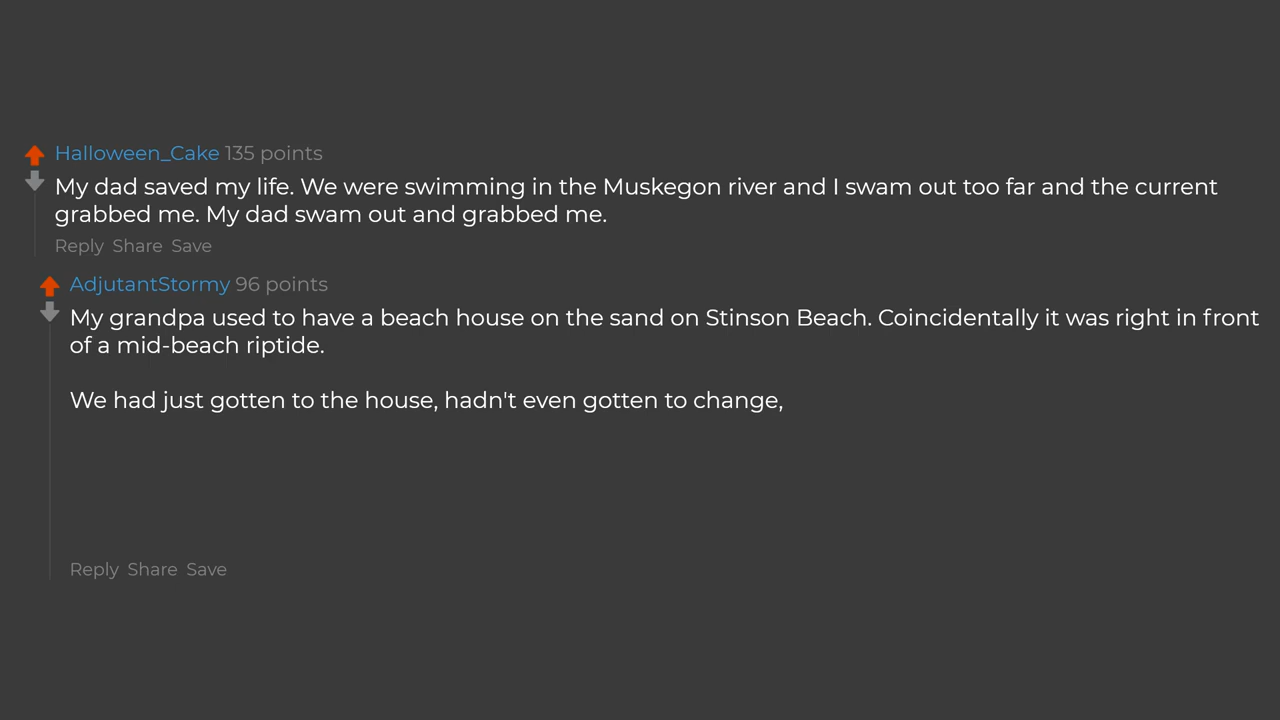 Halloween_Cake 135 points
My dad saved my life. We were swimming in the Muskegon river and I swam out too far and the current
grabbed me. My dad swam out and grabbed me.
Reply Share Save
AdjutantStormy 96 points
My grandpa used to have a beach house on the sand on Stinson Beach. Coincidentally it was right in front
of a mid-beach riptide.
We had just gotten to the house, hadn't even gotten to change,
Reply Share Save